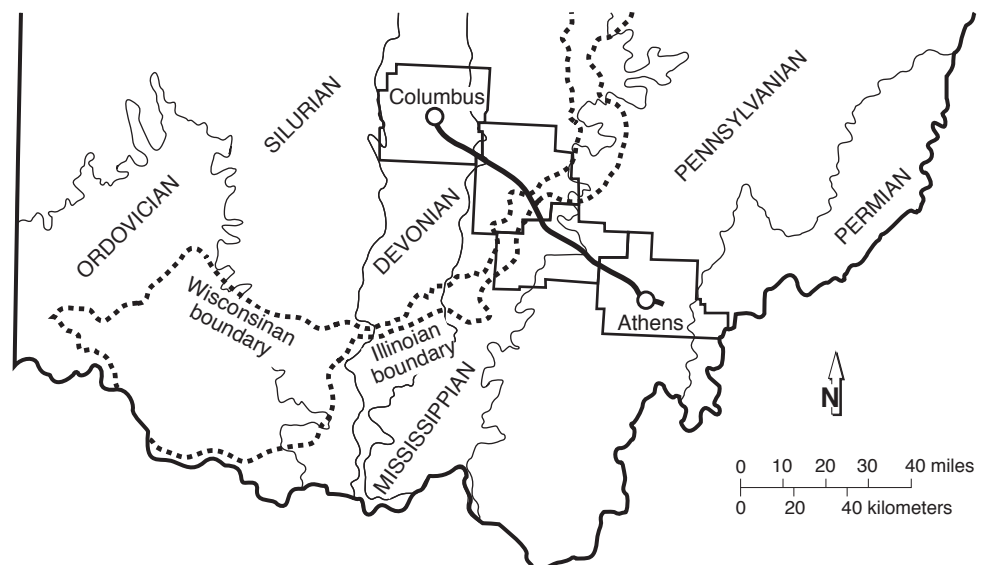 Columbus
SILURIAN
PENNSYLVANIAN
ORDOVICIAN
DEVONIAN
PERMIAN
Wisconsinan
boundary
Illinoian
boundary
Athens
MISSISSIPPIAN
N
0 10 20 30 40 miles
0 20 40 kilometers